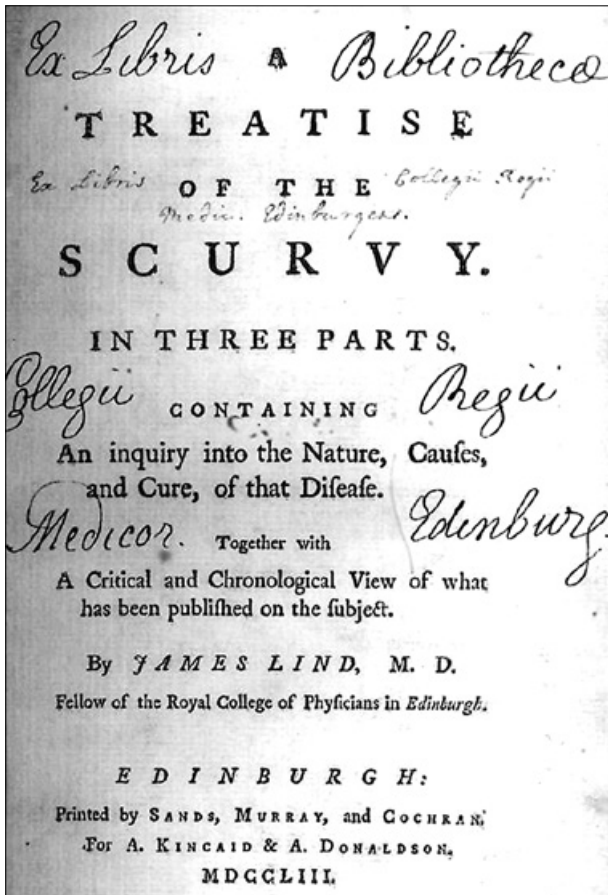 Ex Libris A Bibliotheca
TREATISE
Ex Libris OF THE Collegii Regii
Medic. Edinburgens.
SCURVY.
IN THREE PARTS.
Collegii CONTAINING Regii
An inquiry into the Nature, Cauſes,
and Cure, of that Diſeaſe.
Medicor. Together with Edinburg.
A Critical and Chronological View of what
has been publiſhed on the ſubject.
By JAMES LIND, M. D.
Fellow of the Royal College of Phyſicians in Edinburgh.
EDINBURGH:
Printed by SANDS, MURRAY, and COCHRAN.
For A. KINCAID & A. DONALDSON.
MDCCLIII.